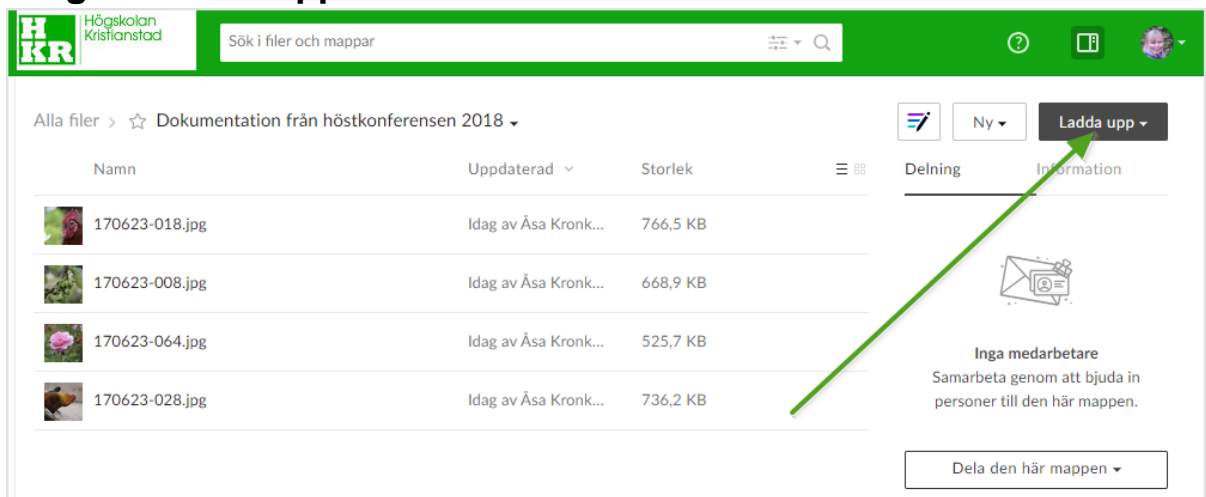 HKR Högskolan Kristianstad
Sök i filer och mappar
Alla filer > Dokumentation från höstkonferensen 2018
Ny
Ladda upp
Namn
Uppdaterad
Storlek
Delning
Information
170623-018.jpg Idag av Åsa Kronk... 766,5 KB
170623-008.jpg Idag av Åsa Kronk... 668,9 KB
170623-064.jpg Idag av Åsa Kronk... 525,7 KB
170623-028.jpg Idag av Åsa Kronk... 736,2 KB
Inga medarbetare
Samarbeta genom att bjuda in
personer till den här mappen.
Dela den här mappen